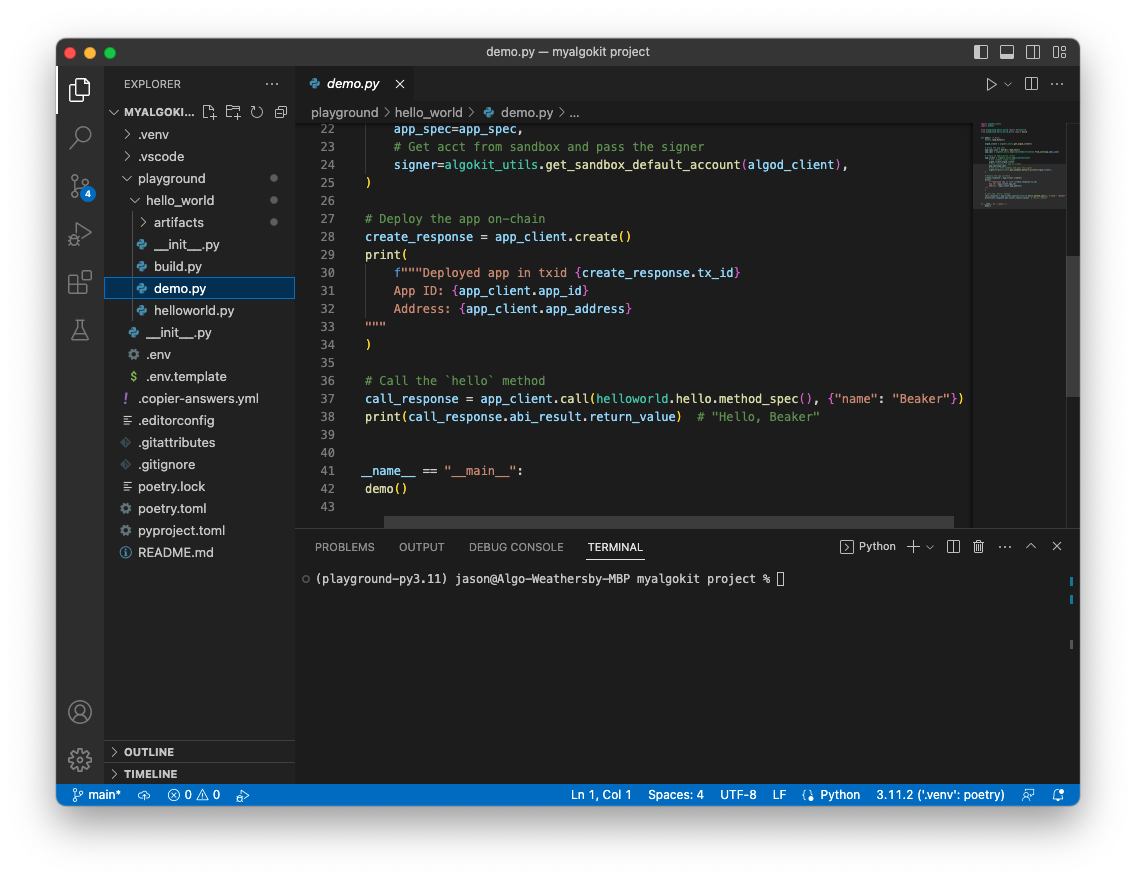 demo.py — myalgokit project
EXPLORER
MYALGOKI...
.venv
.vscode
playground
hello_world
artifacts
__init__.py
build.py
demo.py
helloworld.py
__init__.py
.env
$ .env.template
! .copier-answers.yml
.editorconfig
.gitattributes
.gitignore
poetry.lock
poetry.toml
pyproject.toml
README.md
OUTLINE
TIMELINE
4
demo.py
playground > hello_world > demo.py > ...
22 app_spec=app_spec,
23 # Get acct from sandbox and pass the signer
24 signer=algokit_utils.get_sandbox_default_account(algod_client),
25 )
26
27 # Deploy the app on-chain
28 create_response = app_client.create()
29 print(
30 f"""Deployed app in txid {create_response.tx_id}
31 App ID: {app_client.app_id}
32 Address: {app_client.app_address}
33 """
34 )
35
36 # Call the `hello` method
37 call_response = app_client.call(helloworld.hello.method_spec(), {"name": "Beaker"})
38 print(call_response.abi_result.return_value)  # "Hello, Beaker"
39
40
41 __name__ == "__main__":
42 demo()
43
PROBLEMS OUTPUT DEBUG CONSOLE TERMINAL
Python
(playground-py3.11) jason@Algo-Weathersby-MBP myalgokit project %
main* 0 0
Ln 1, Col 1 Spaces: 4 UTF-8 LF Python 3.11.2 ('.venv': poetry)